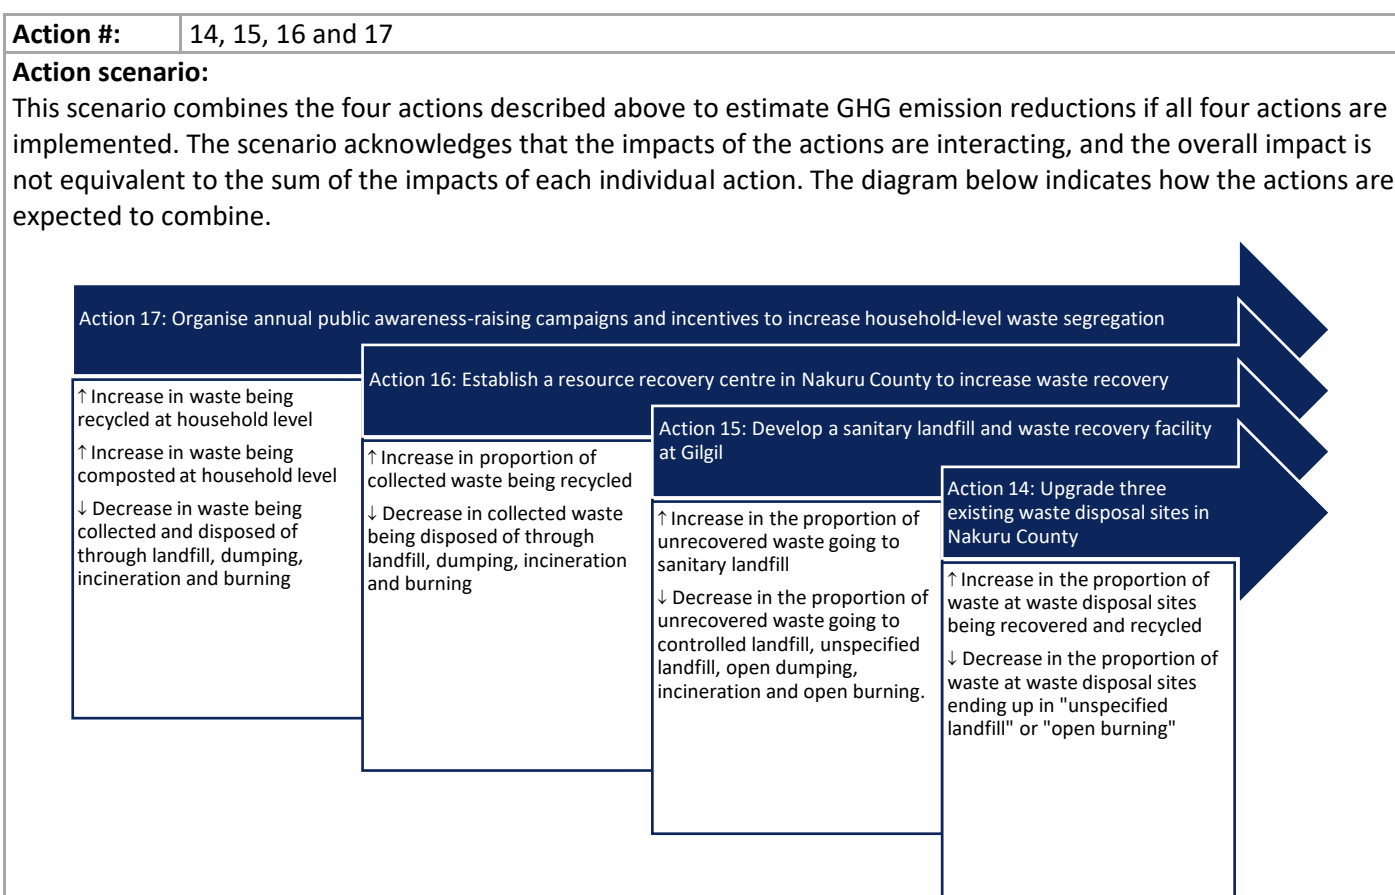 Action #: 14, 15, 16 and 17
Action scenario:
This scenario combines the four actions described above to estimate GHG emission reductions if all four actions are
implemented. The scenario acknowledges that the impacts of the actions are interacting, and the overall impact is
not equivalent to the sum of the impacts of each individual action. The diagram below indicates how the actions are
expected to combine.
Action 17: Organise annual public awareness-raising campaigns and incentives to increase household-level waste segregation
↑ Increase in waste being
recycled at household level
↑ Increase in waste being
composted at household level
↓ Decrease in waste being
collected and disposed of
through landfill, dumping,
incineration and burning
Action 16: Establish a resource recovery centre in Nakuru County to increase waste recovery
↑ Increase in proportion of
collected waste being recycled
↓ Decrease in collected waste
being disposed of through
landfill, dumping, incineration
and burning
Action 15: Develop a sanitary landfill and waste recovery facility
at Gilgil
↑ Increase in the proportion of
unrecovered waste going to
sanitary landfill
↓ Decrease in the proportion of
unrecovered waste going to
controlled landfill, unspecified
landfill, open dumping,
incineration and open burning.
Action 14: Upgrade three
existing waste disposal sites in
Nakuru County
↑ Increase in the proportion of
waste at waste disposal sites
being recovered and recycled
↓ Decrease in the proportion of
waste at waste disposal sites
ending up in "unspecified
landfill" or "open burning"